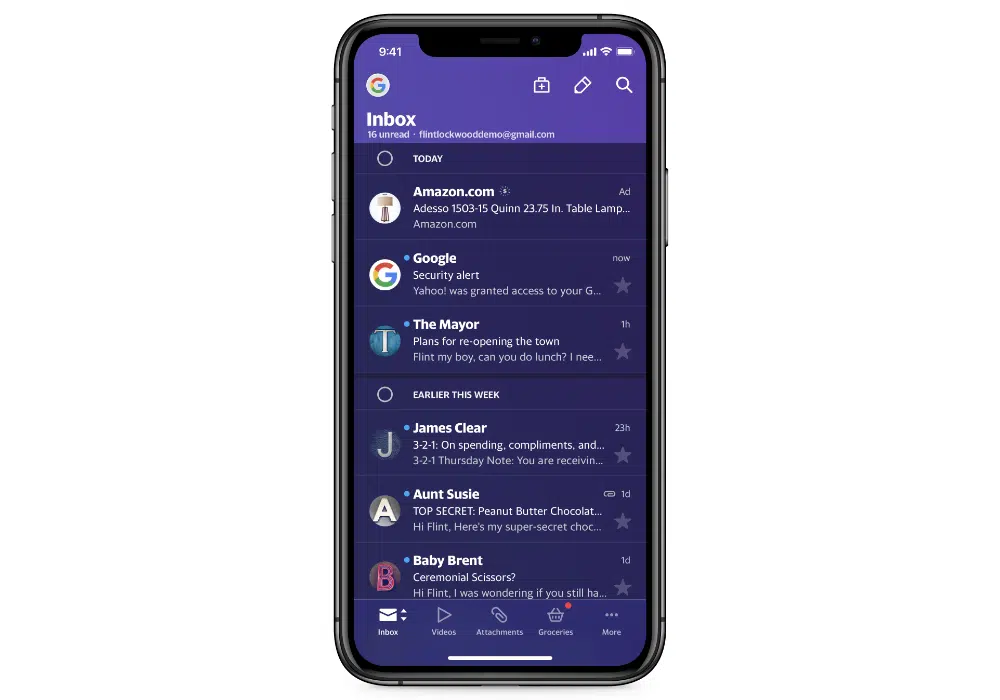 9:41
Inbox
16 unread · flintlockwooddemo@gmail.com
TODAY
Amazon.com Ad
Adesso 1503-15 Quinn 23.75 In. Table Lamp...
Amazon.com
Google now
Security alert
Yahoo! was granted access to your G...
T
The Mayor 1h
Plans for re-opening the town
Flint my boy, can you do lunch? I nee...
EARLIER THIS WEEK
J
James Clear 23h
3-2-1: On spending, compliments, and...
3-2-1 Thursday Note: You are receivin...
A
Aunt Susie 1d
TOP SECRET: Peanut Butter Chocolat...
Hi Flint, Here's my super-secret choc...
B
Baby Brent 1d
Ceremonial Scissors?
Hi Flint, I was wondering if you still ha...
Inbox Videos Attachments Groceries More